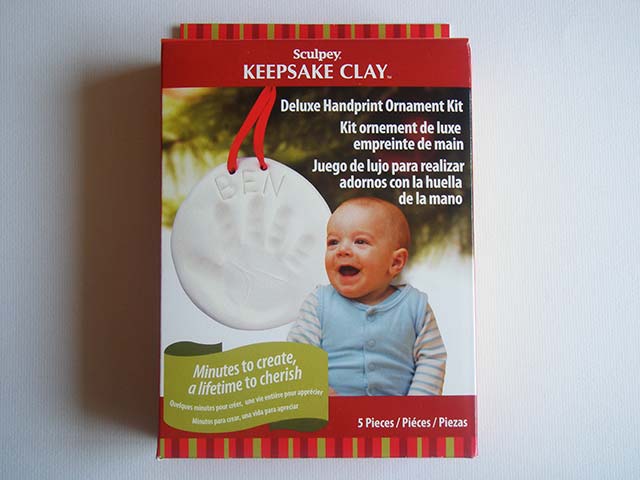 Sculpey
KEEPSAKE CLAY™
Deluxe Handprint Ornament Kit
Kit ornement de luxe
empreinte de main
Juego de lujo para realizar
adornos con la huella
de la mano
BEN
Minutes to create,
a lifetime to cherish
Quelques minutes pour créer, une vie entière pour apprécier
Minutos para crear, una vida para apreciar
5 Pieces / Piéces / Piezas